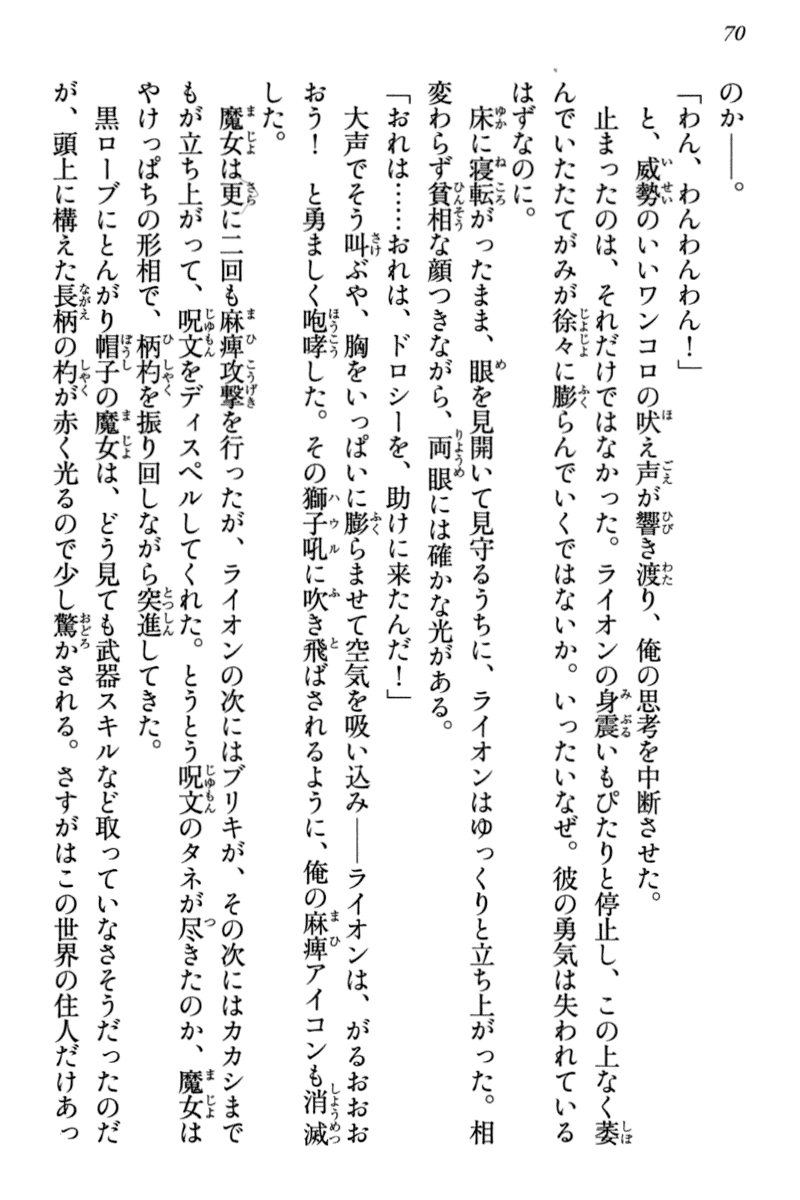 70
のか――。
「わん、わんわんわん！」
と、威勢のいいワンコロの吠え声が響き渡り、俺の思考を中断させた。
止まったのは、それだけではなかった。ライオンの身震いもぴたりと停止し、この上なく萎
んでいたたてがみが徐々に膨らんでいくではないか。いったいなぜ。彼の勇気は失われている
はずなのに。
床に寝転がったまま、眼を見開いて見守るうちに、ライオンはゆっくりと立ち上がった。相
変わらず貧相な顔つきながら、両眼には確かな光がある。
「おれは……おれは、ドロシーを、助けに来たんだ！」
大声でそう叫ぶや、胸をいっぱいに膨らませて空気を吸い込み――ライオンは、がるおおお
おう！　と勇ましく咆哮した。その獅子吼に吹き飛ばされるように、俺の麻痺アイコンも消滅
した。
魔女は更に二回も麻痺攻撃を行ったが、ライオンの次にはブリキが、その次にはカカシまで
もが立ち上がって、呪文をディスペルしてくれた。とうとう呪文のタネが尽きたのか、魔女は
やけっぱちの形相で、柄杓を振り回しながら突進してきた。
黒ローブにとんがり帽子の魔女は、どう見ても武器スキルなど取っていなさそうだったのだ
が、頭上に構えた長柄の杓が赤く光るので少し驚かされる。さすがはこの世界の住人だけあっ